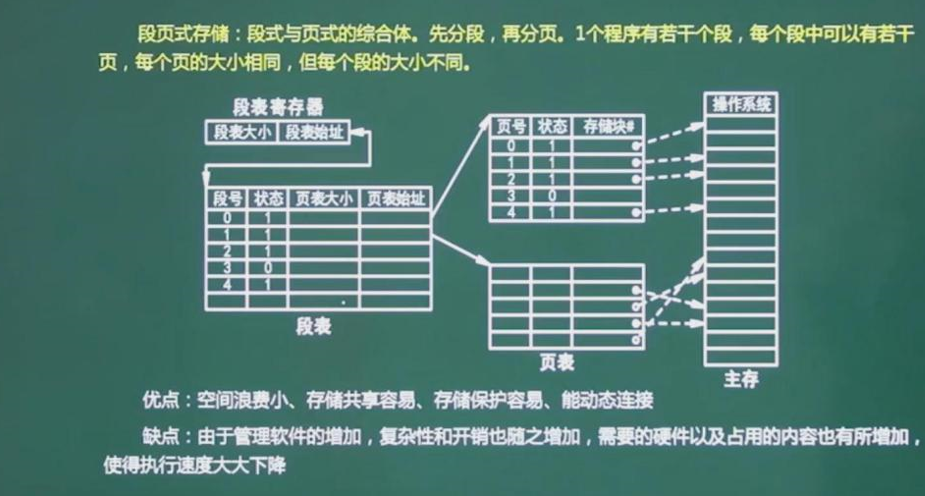 段页式存储：段式与页式的综合体。先分段，再分页。1个程序有若干个段，每个段中可以有若干
页，每个页的大小相同，但每个段的大小不同。
段表寄存器
段表大小 段表始址
段号 状态 页表大小 页表始址
0 1
1 1
2 1
3 0
4 1
段表
页号 状态 存储块#
0 1
1 1
2 1
3 0
4 1
页表
操作系统
主存
优点：空间浪费小、存储共享容易、存储保护容易、能动态连接
缺点：由于管理软件的增加，复杂性和开销也随之增加，需要的硬件以及占用的内容也有所增加，
使得执行速度大大下降